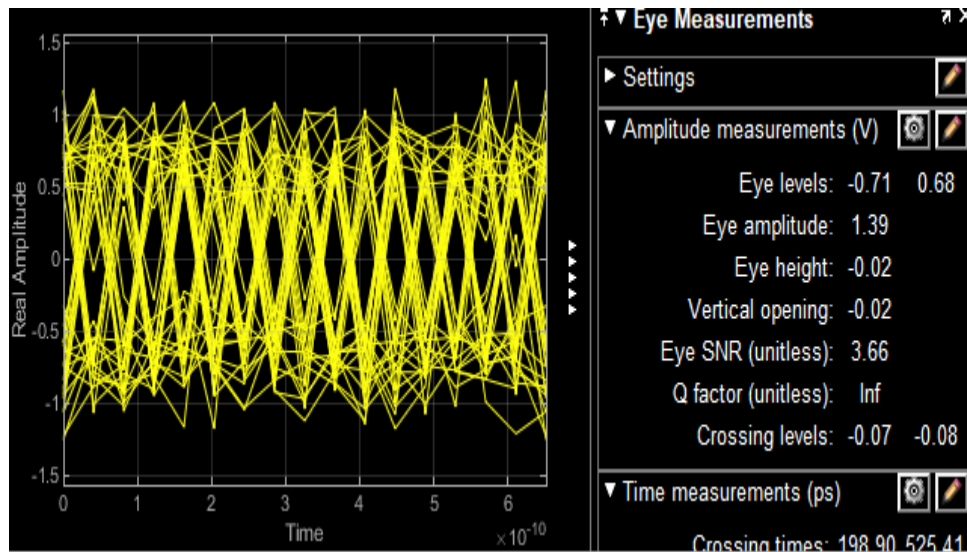 Eye Measurements
Settings
Amplitude measurements (V)
Eye levels: -0.71 0.68
Eye amplitude: 1.39
Eye height: -0.02
Vertical opening: -0.02
Eye SNR (unitless): 3.66
Q factor (unitless): Inf
Crossing levels: -0.07 -0.08
Time measurements (ps)
Crossing times: 198.90 525.41
1.5
1
0.5
0
-0.5
-1
-1.5
Real Amplitude
0 1 2 3 4 5 6
Time
×10⁻¹⁰